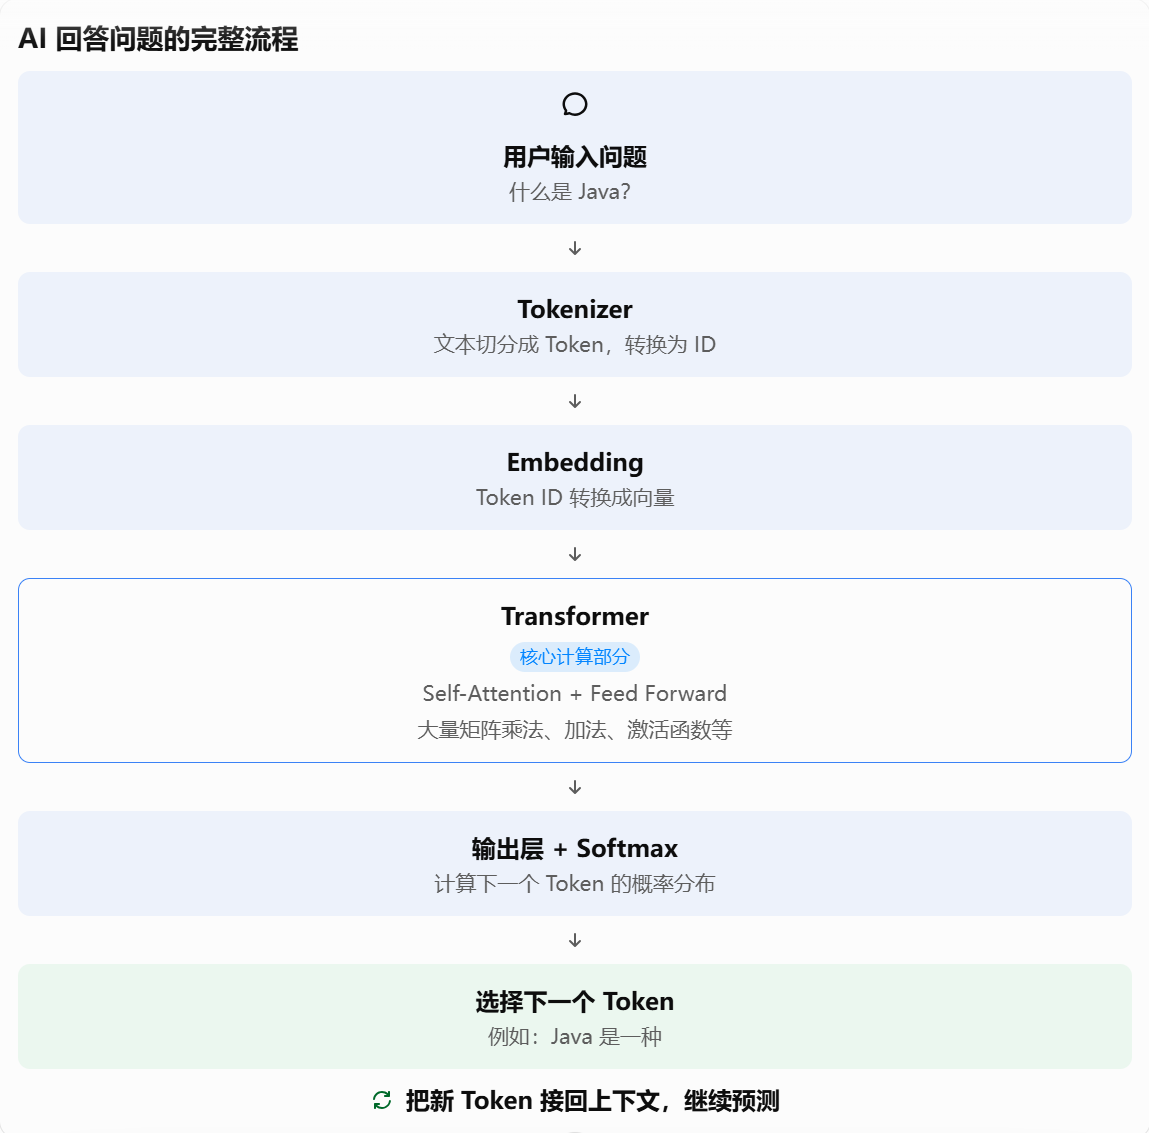 AI 回答问题的完整流程
用户输入问题
什么是 Java？
Tokenizer
文本切分成 Token，转换为 ID
Embedding
Token ID 转换成向量
Transformer
核心计算部分
Self-Attention + Feed Forward
大量矩阵乘法、加法、激活函数等
输出层 + Softmax
计算下一个 Token 的概率分布
选择下一个 Token
例如：Java 是一种
把新 Token 接回上下文，继续预测